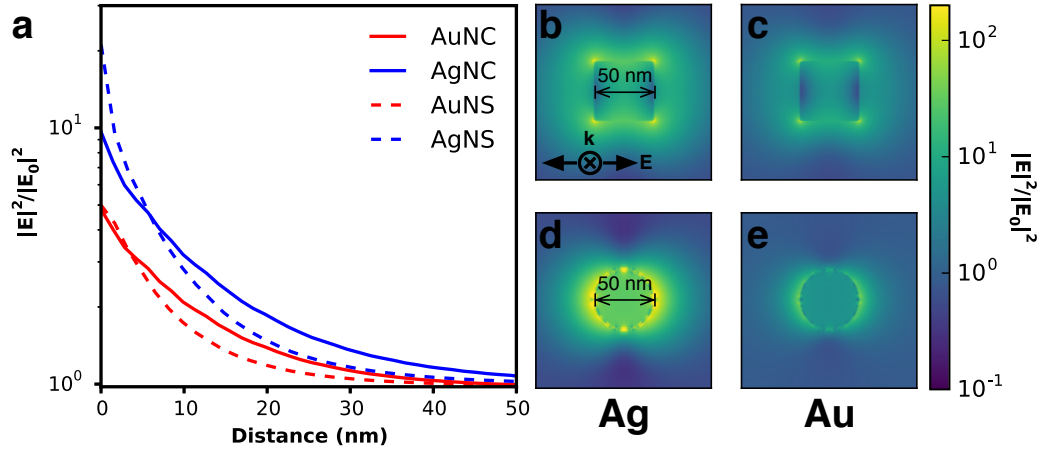 a
AuNC
AgNC
AuNS
AgNS
10¹
10⁰
|E|²/|E₀|²
0 10 20 30 40 50
Distance (nm)
b
50 nm
k
E
c
d
50 nm
e
Ag
Au
10²
10¹
10⁰
10⁻¹
|E|²/|E₀|²